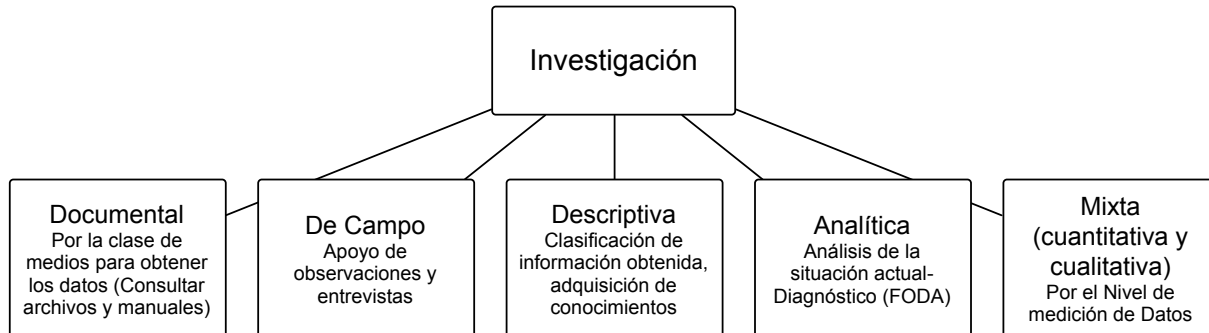 Investigación
Documental
Por la clase de
medios para obtener
los datos (Consultar
archivos y manuales)
De Campo
Apoyo de
observaciones y
entrevistas
Descriptiva
Clasificación de
información obtenida,
adquisición de
conocimientos
Analítica
Análisis de la
situación actual-
Diagnóstico (FODA)
Mixta
(cuantitativa y
cualitativa)
Por el Nivel de
medición de Datos